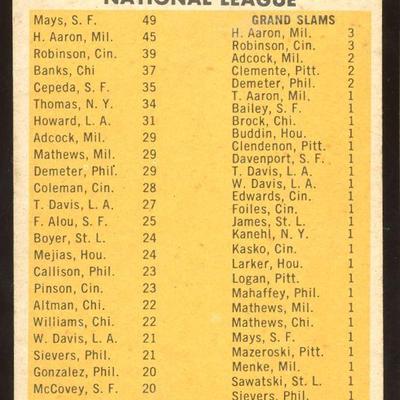 NATIONAL LEAGUE
Mays, S. F. 49
H. Aaron, Mil. 45
Robinson, Cin. 39
Banks, Chi 37
Cepeda, S. F. 35
Thomas, N. Y. 34
Howard, L. A. 31
Adcock, Mil. 29
Mathews, Mil. 29
Demeter, Phil. 29
Coleman, Cin. 28
T. Davis, L. A. 27
F. Alou, S. F. 25
Boyer, St. L. 24
Mejias, Hou. 24
Callison, Phil. 23
Pinson, Cin. 23
Altman, Chi. 22
Williams, Chi. 22
W. Davis, L. A. 21
Sievers, Phil. 21
Gonzalez, Phil. 20
McCovey, S. F. 20
GRAND SLAMS
H. Aaron, Mil. 3
Robinson, Cin. 3
Adcock, Mil. 2
Clemente, Pitt. 2
Demeter, Phil. 2
T. Aaron, Mil. 1
Bailey, S. F. 1
Brock, Chi. 1
Buddin, Hou. 1
Clendenon, Pitt. 1
Davenport, S. F. 1
T. Davis, L. A. 1
W. Davis, L. A. 1
Edwards, Cin. 1
Foiles, Cin. 1
James, St. L. 1
Kanehl, N. Y. 1
Kasko, Cin. 1
Larker, Hou. 1
Logan, Pitt. 1
Mahaffey, Phil. 1
Mathews, Mil. 1
Mathews, Chi. 1
Mays, S. F. 1
Mazeroski, Pitt. 1
Menke, Mil. 1
Sawatski, St. L. 1
Sievers, Phil. 1